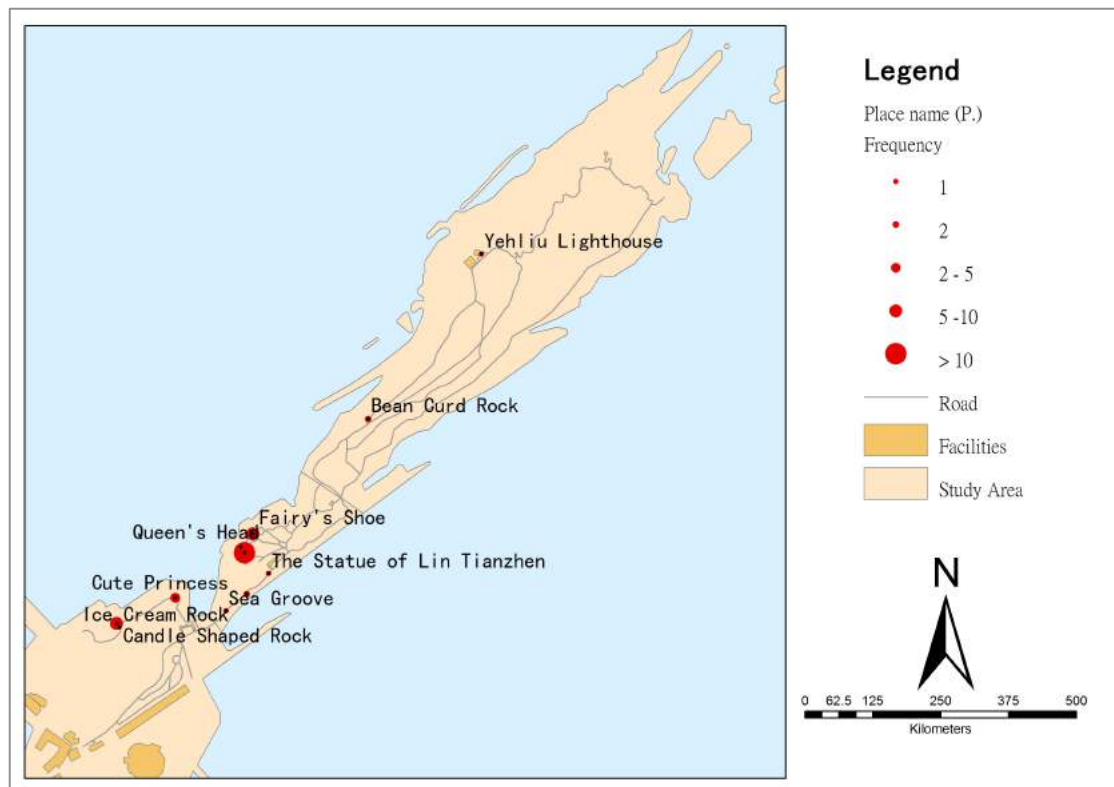 Yehliu Lighthouse
Bean Curd Rock
Fairy's Shoe
Queen's Head
The Statue of Lin Tianzhen
Cute Princess
Sea Groove
Ice Cream Rock
Candle Shaped Rock
Legend
Place name (P.)
Frequency
1
2
2 - 5
5 -10
> 10
Road
Facilities
Study Area
N
0 62.5 125 250 375 500
Kilometers